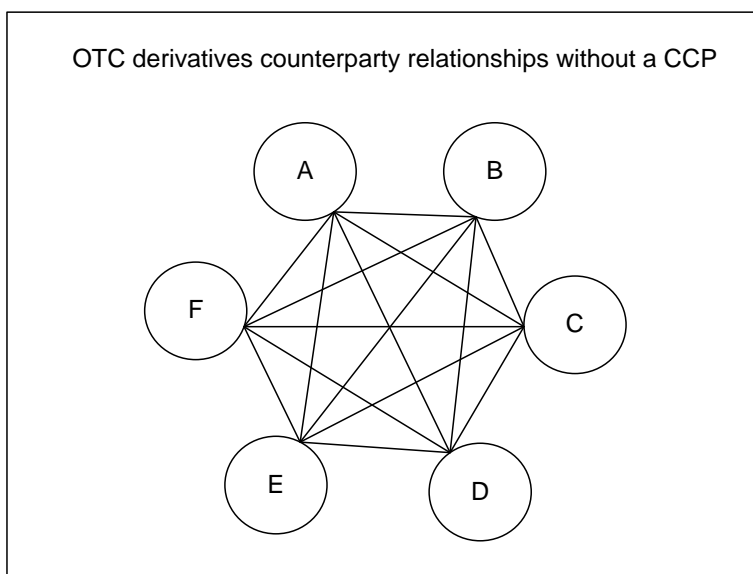 OTC derivatives counterparty relationships without a CCP
A
B
F
C
E
D